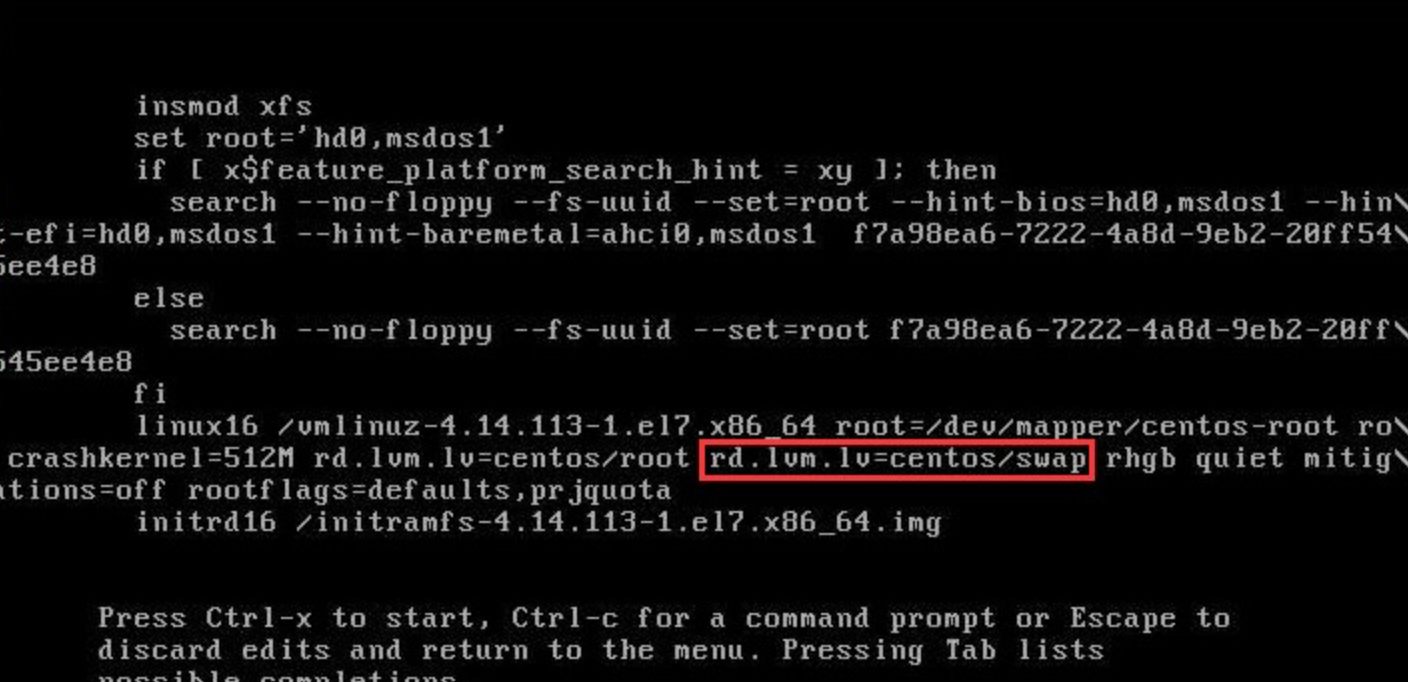 insmod xfs
set root='hd0,msdos1'
if [ x$feature_platform_search_hint = xy ]; then
search --no-floppy --fs-uuid --set=root --hint-bios=hd0,msdos1 --hin\
t-efi=hd0,msdos1 --hint-baremetal=ahci0,msdos1  f7a98ea6-7222-4a8d-9eb2-20ff54\
5ee4e8
else
search --no-floppy --fs-uuid --set=root f7a98ea6-7222-4a8d-9eb2-20ff\
545ee4e8
fi
linux16 /vmlinuz-4.14.113-1.el7.x86_64 root=/dev/mapper/centos-root ro\
crashkernel=512M rd.lvm.lv=centos/root rd.lvm.lv=centos/swap rhgb quiet mitig\
ations=off rootflags=defaults,prjquota
initrd16 /initramfs-4.14.113-1.el7.x86_64.img
Press Ctrl-x to start, Ctrl-c for a command prompt or Escape to
discard edits and return to the menu. Pressing Tab lists
possible completions.